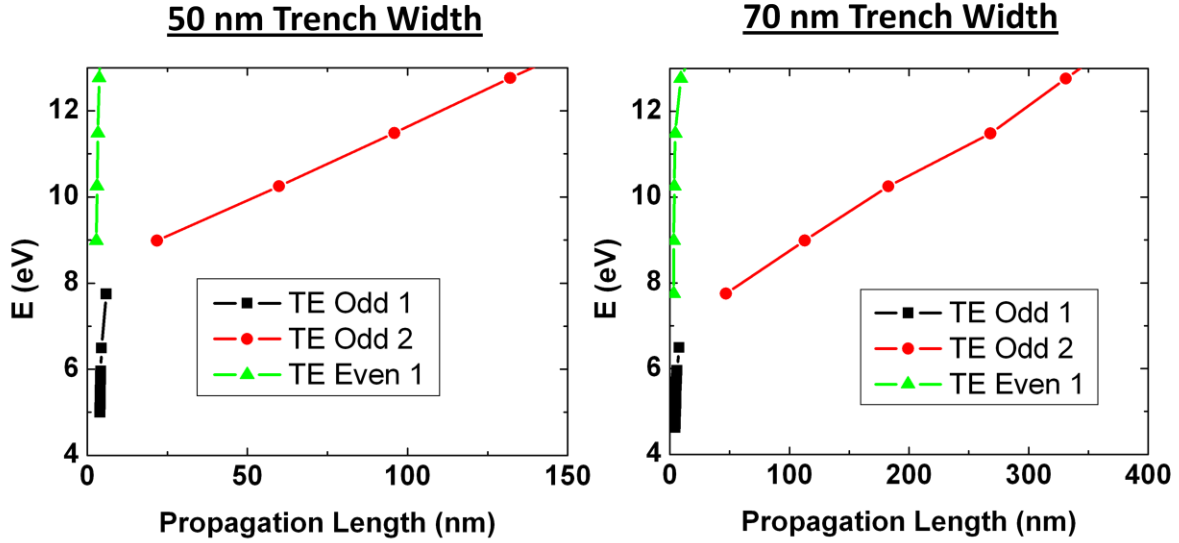 50 nm Trench Width
12
10
8
6
4
E (eV)
TE Odd 1
TE Odd 2
TE Even 1
0
50
100
150
Propagation Length (nm)
70 nm Trench Width
12
10
8
6
4
E (eV)
TE Odd 1
TE Odd 2
TE Even 1
0
100
200
300
400
Propagation Length (nm)